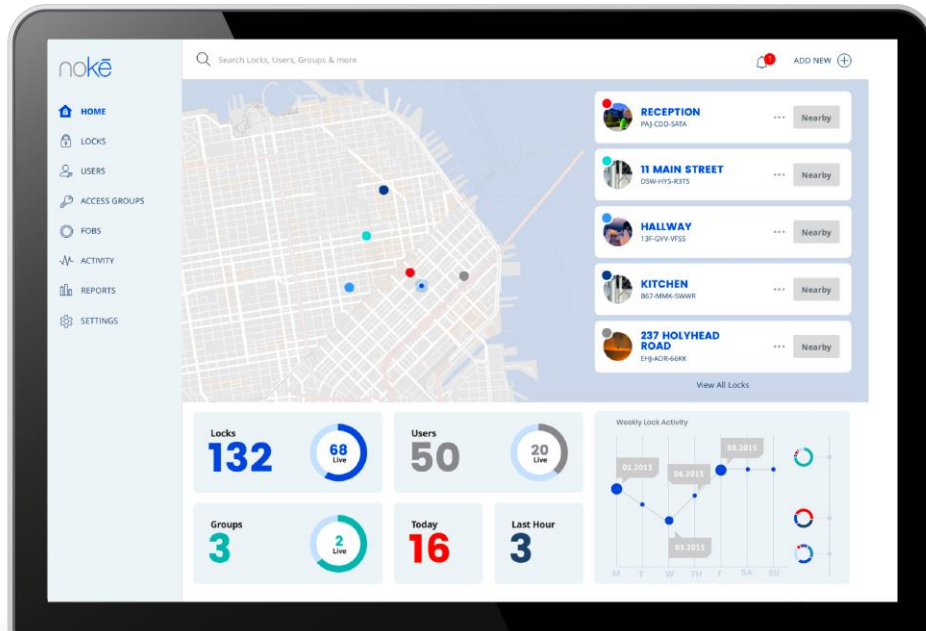 nokē
Search Locks, Users, Groups & more
1
ADD NEW
HOME
LOCKS
USERS
ACCESS GROUPS
FOBS
ACTIVITY
REPORTS
SETTINGS
RECEPTION
PAJ-CDD-SATA
Nearby
11 MAIN STREET
DSW-HYS-R3TS
Nearby
HALLWAY
13F-GVV-VFSS
Nearby
KITCHEN
B67-MMK-SWWR
Nearby
237 HOLYHEAD
ROAD
EHJ-ADR-66KK
Nearby
View All Locks
Locks
132
68
Live
Users
50
20
Live
Groups
3
2
Live
Today
16
Last Hour
3
Weekly Lock Activity
01.2015
06.2015
08.2015
03.2015
M T W TH F SA SU